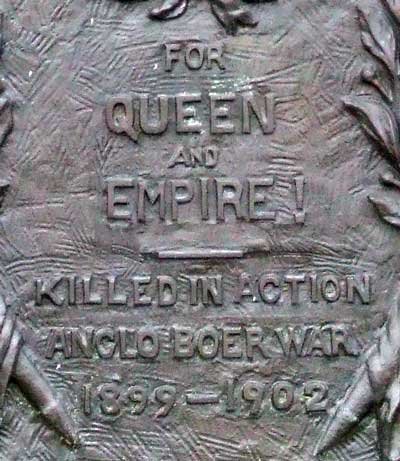 FOR
QUEEN
AND
EMPIRE!
KILLED IN ACTION
ANGLO BOER WAR.
1899-1902